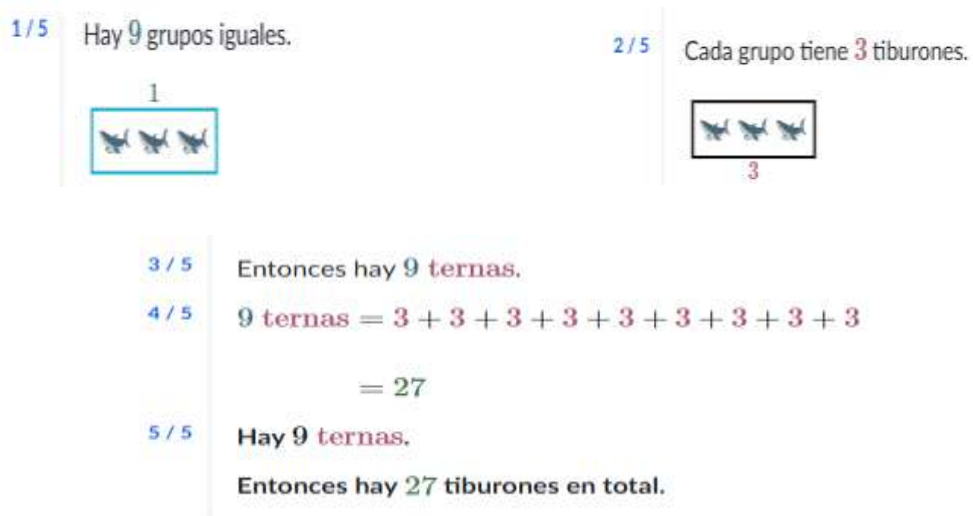 1 / 5 Hay 9 grupos iguales.
1
2 / 5 Cada grupo tiene 3 tiburones.
3
3 / 5 Entonces hay 9 ternas.
4 / 5 9 ternas = 3 + 3 + 3 + 3 + 3 + 3 + 3 + 3 + 3
= 27
5 / 5 Hay 9 ternas.
Entonces hay 27 tiburones en total.